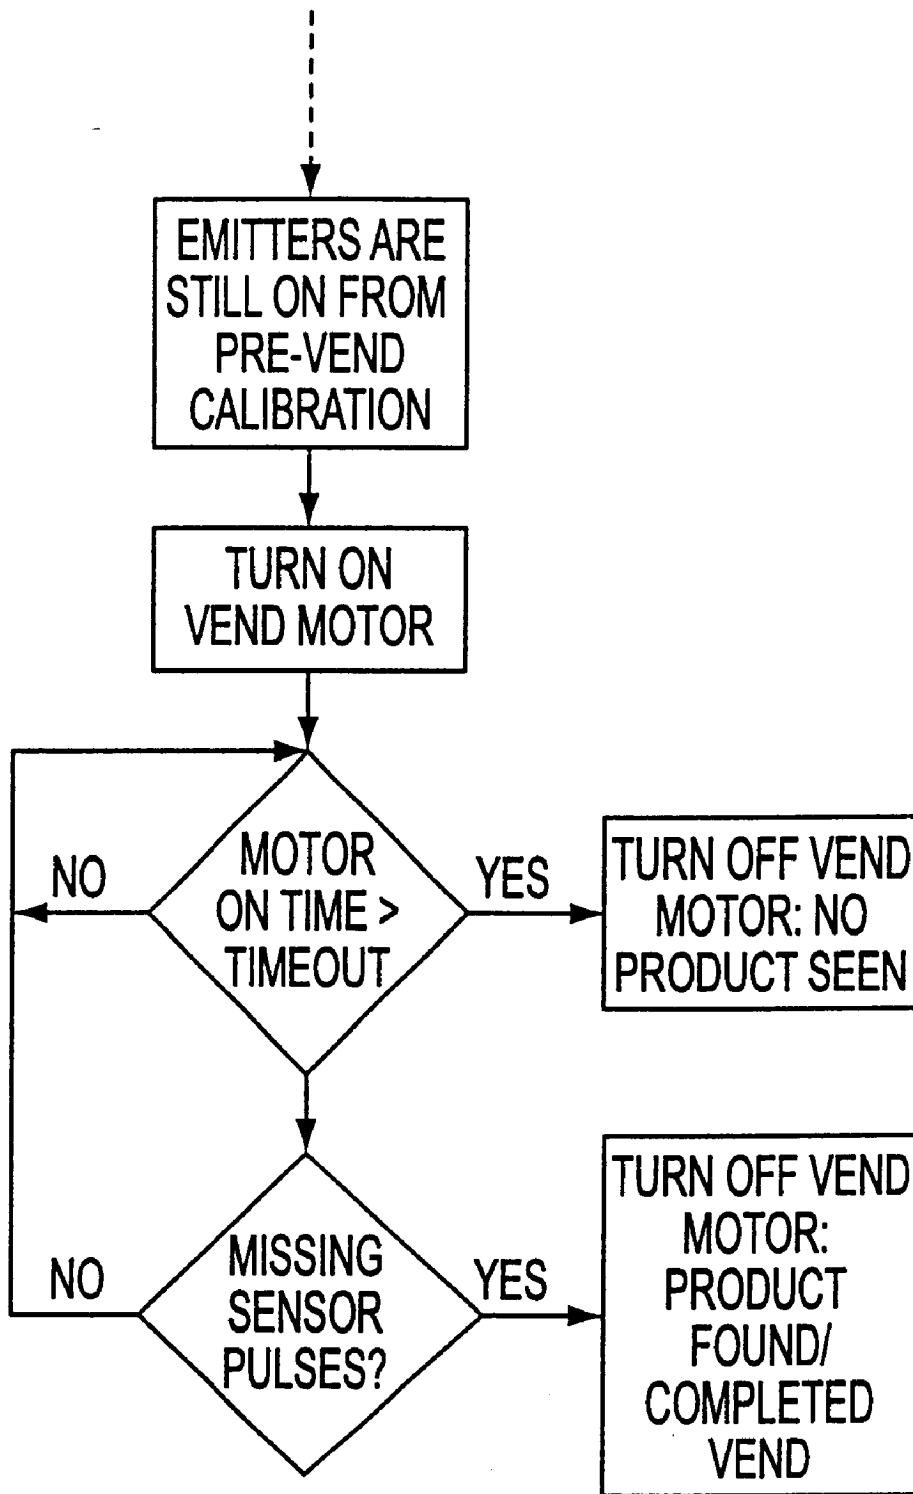 EMITTERS ARE
STILL ON FROM
PRE-VEND
CALIBRATION
TURN ON
VEND MOTOR
MOTOR
ON TIME >
TIMEOUT
NO
YES
TURN OFF VEND
MOTOR: NO
PRODUCT SEEN
MISSING
SENSOR
PULSES?
NO
YES
TURN OFF VEND
MOTOR:
PRODUCT
FOUND/
COMPLETED
VEND